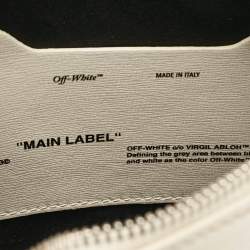 Off-White™
MADE IN ITALY
"MAIN LABEL"
OFF-WHITE c/o VIRGIL ABLOH™
Defining the grey area between bl
and white as the color Off-White™